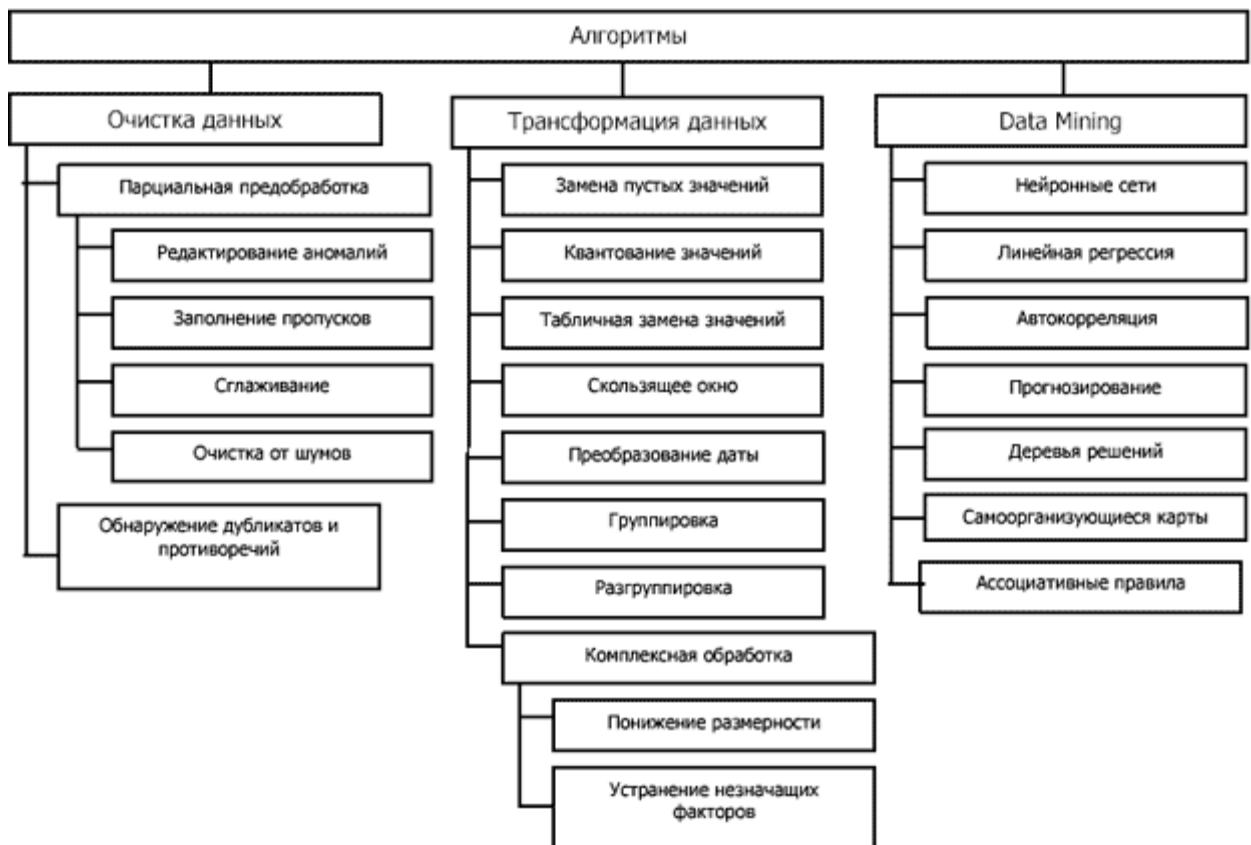 Алгоритмы
Очистка данных
Парциальная предобработка
Редактирование аномалий
Заполнение пропусков
Сглаживание
Очистка от шумов
Обнаружение дубликатов и
противоречий
Трансформация данных
Замена пустых значений
Квантование значений
Табличная замена значений
Скользящее окно
Преобразование даты
Группировка
Разгруппировка
Комплексная обработка
Понижение размерности
Устранение незначащих
факторов
Data Mining
Нейронные сети
Линейная регрессия
Автокорреляция
Прогнозирование
Деревья решений
Самоорганизующиеся карты
Ассоциативные правила